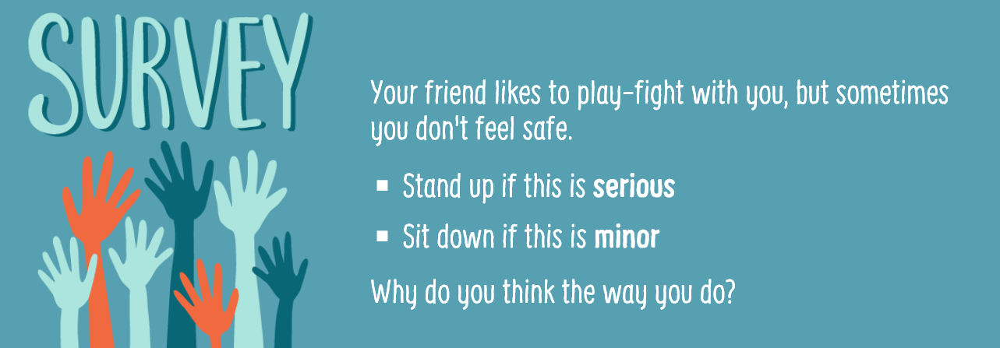 SURVEY
Your friend likes to play-fight with you, but sometimes
you don't feel safe.
▪ Stand up if this is serious
▪ Sit down if this is minor
Why do you think the way you do?